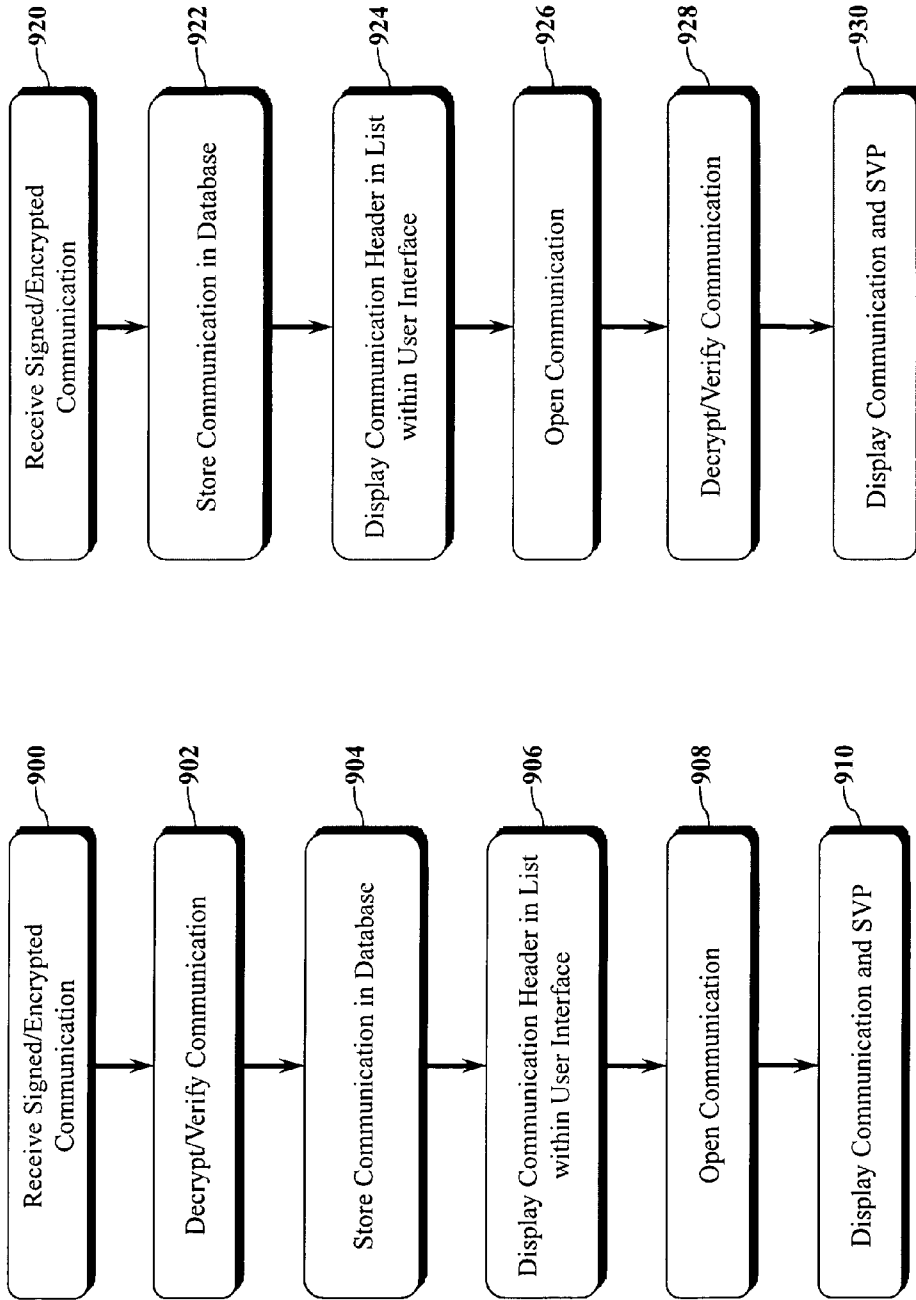 Receive Signed/Encrypted
Communication
900
Decrypt/Verify Communication
902
Store Communication in Database
904
Display Communication Header in List
within User Interface
906
Open Communication
908
Display Communication and SVP
910
Receive Signed/Encrypted
Communication
920
Store Communication in Database
922
Display Communication Header in List
within User Interface
924
Open Communication
926
Decrypt/Verify Communication
928
Display Communication and SVP
930